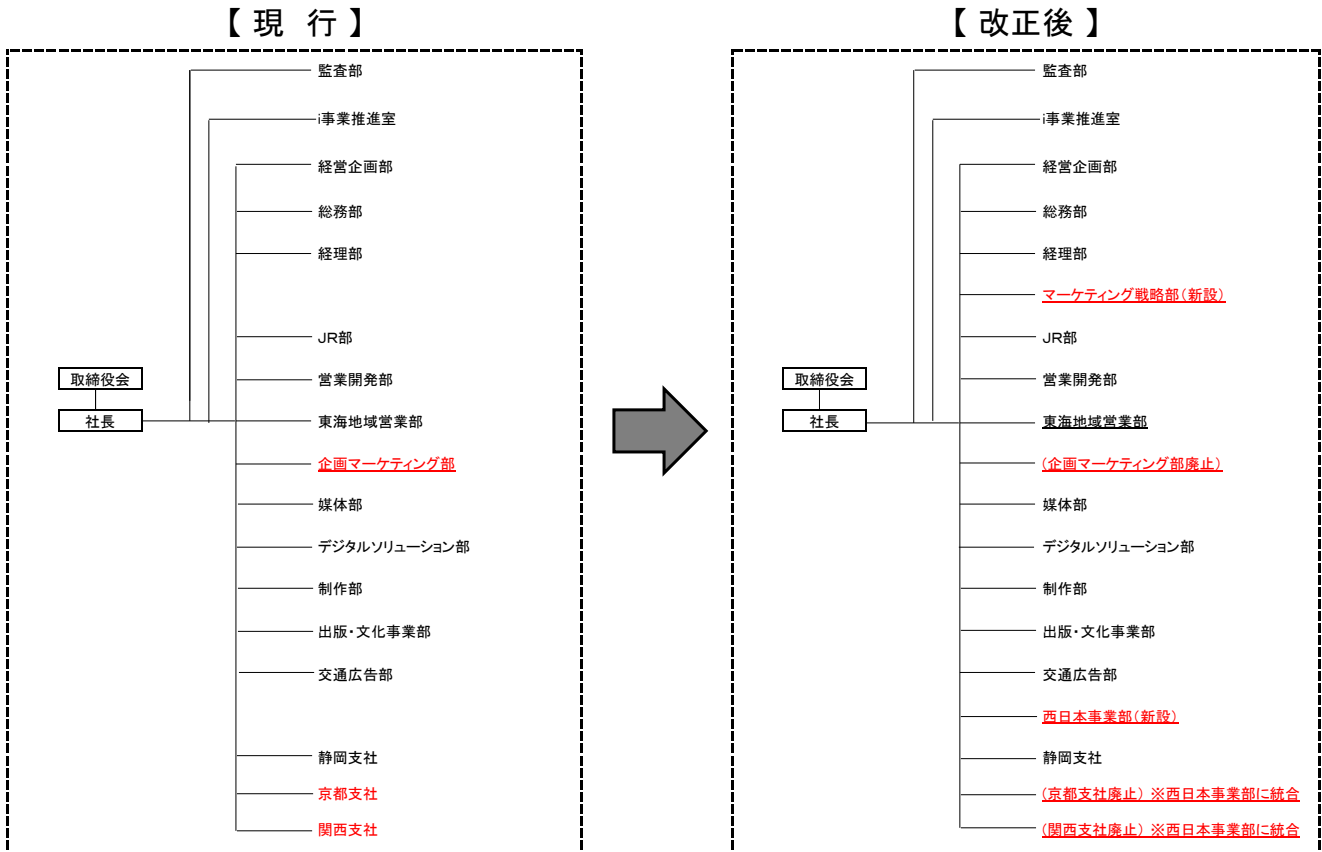 【 現　行 】
監査部
i事業推進室
経営企画部
総務部
経理部
JR部
取締役会
営業開発部
社長
東海地域営業部
企画マーケティング部
媒体部
デジタルソリューション部
制作部
出版・文化事業部
交通広告部
静岡支社
京都支社
関西支社
【 改正後 】
監査部
i事業推進室
経営企画部
総務部
経理部
マーケティング戦略部(新設)
JR部
取締役会
営業開発部
社長
東海地域営業部
(企画マーケティング部廃止)
媒体部
デジタルソリューション部
制作部
出版・文化事業部
交通広告部
西日本事業部(新設)
静岡支社
(京都支社廃止) ※西日本事業部に統合
(関西支社廃止) ※西日本事業部に統合